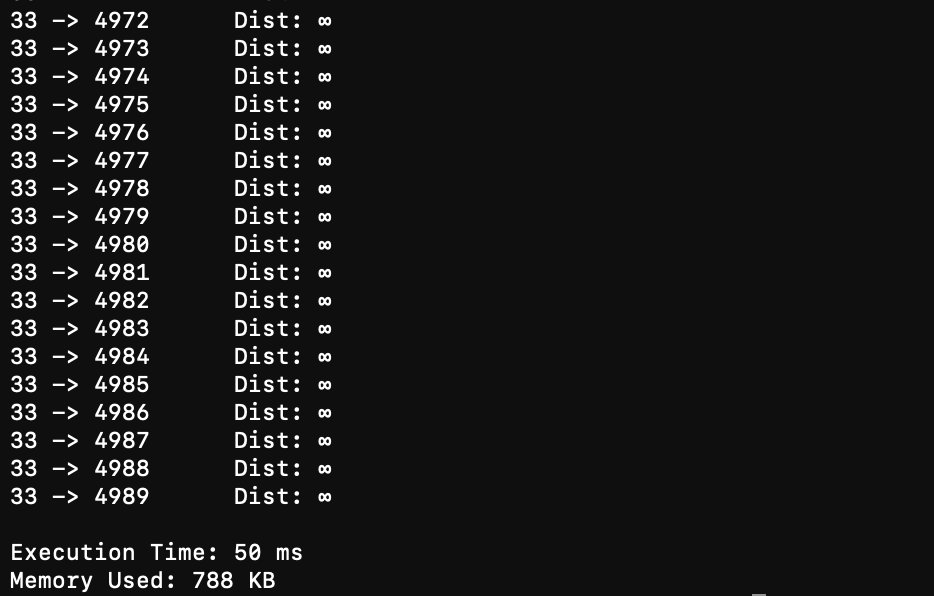 33 -> 4972      Dist: ∞
33 -> 4973      Dist: ∞
33 -> 4974      Dist: ∞
33 -> 4975      Dist: ∞
33 -> 4976      Dist: ∞
33 -> 4977      Dist: ∞
33 -> 4978      Dist: ∞
33 -> 4979      Dist: ∞
33 -> 4980      Dist: ∞
33 -> 4981      Dist: ∞
33 -> 4982      Dist: ∞
33 -> 4983      Dist: ∞
33 -> 4984      Dist: ∞
33 -> 4985      Dist: ∞
33 -> 4986      Dist: ∞
33 -> 4987      Dist: ∞
33 -> 4988      Dist: ∞
33 -> 4989      Dist: ∞

Execution Time: 50 ms
Memory Used: 788 KB